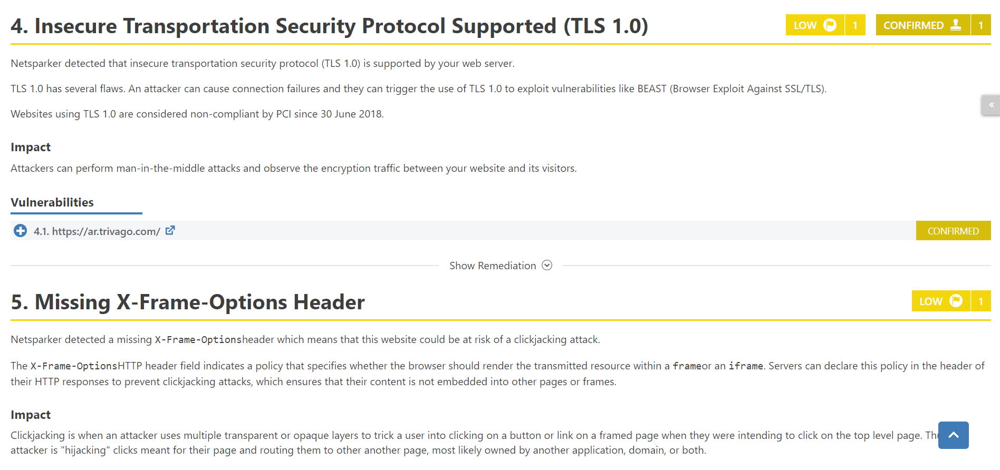 4. Insecure Transportation Security Protocol Supported (TLS 1.0)
LOW 1 CONFIRMED 1
Netsparker detected that insecure transportation security protocol (TLS 1.0) is supported by your web server.
TLS 1.0 has several flaws. An attacker can cause connection failures and they can trigger the use of TLS 1.0 to exploit vulnerabilities like BEAST (Browser Exploit Against SSL/TLS).
Websites using TLS 1.0 are considered non-compliant by PCI since 30 June 2018.
Impact
Attackers can perform man-in-the-middle attacks and observe the encryption traffic between your website and its visitors.
Vulnerabilities
4.1. https://ar.trivago.com/ CONFIRMED
Show Remediation
5. Missing X-Frame-Options Header
LOW 1
Netsparker detected a missing X-Frame-Optionsheader which means that this website could be at risk of a clickjacking attack.
The X-Frame-OptionsHTTP header field indicates a policy that specifies whether the browser should render the transmitted resource within a frameor an iframe. Servers can declare this policy in the header of
their HTTP responses to prevent clickjacking attacks, which ensures that their content is not embedded into other pages or frames.
Impact
Clickjacking is when an attacker uses multiple transparent or opaque layers to trick a user into clicking on a button or link on a framed page when they were intending to click on the top level page.
attacker is "hijacking" clicks meant for their page and routing them to other another page, most likely owned by another application, domain, or both.